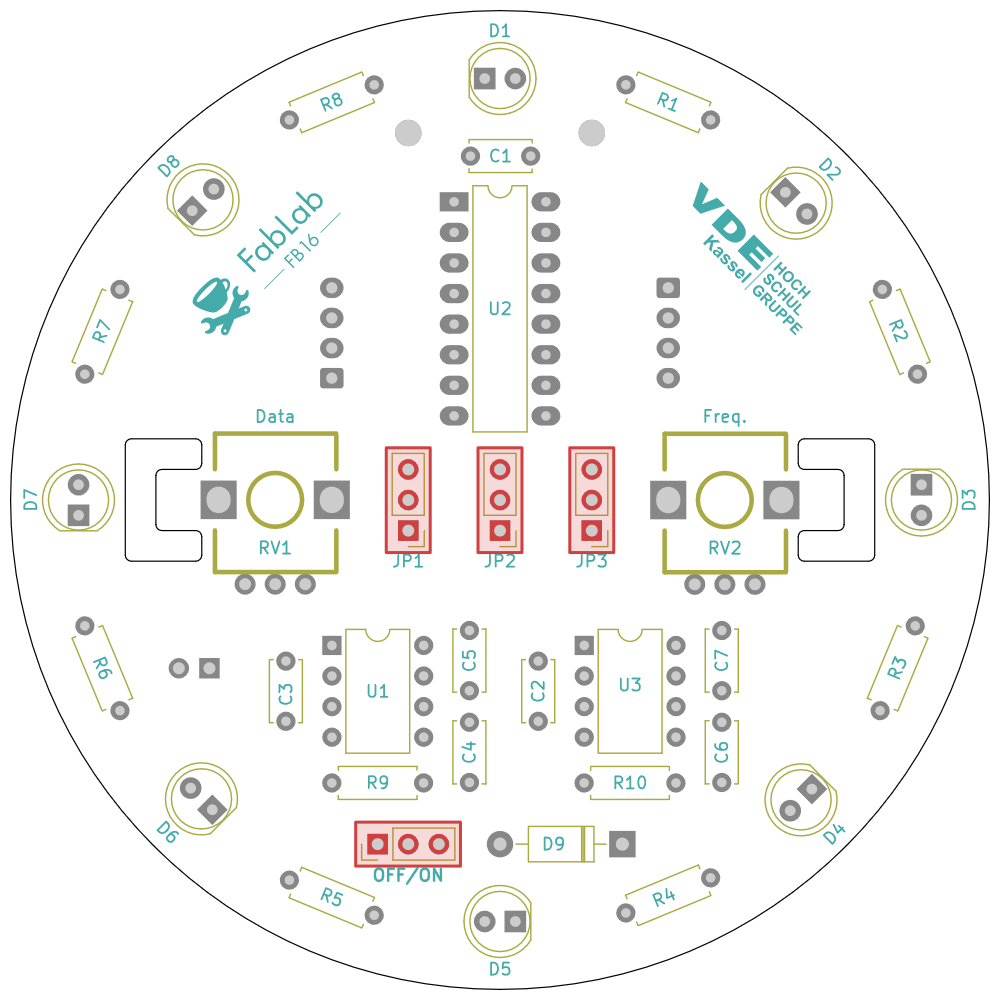 D1
R8
R1
C1
D8
D2
FabLab
FB16
VDE
Kassel
HOCH
SCHUL
GRUPPE
U2
R7
R2
Data
Freq.
D7
D3
RV1
RV2
JP1
JP2
JP3
R6
C3
U1
C5
C2
U3
C7
R3
C4
C6
R9
R10
D6
D4
D9
OFF/ON
R5
R4
D5